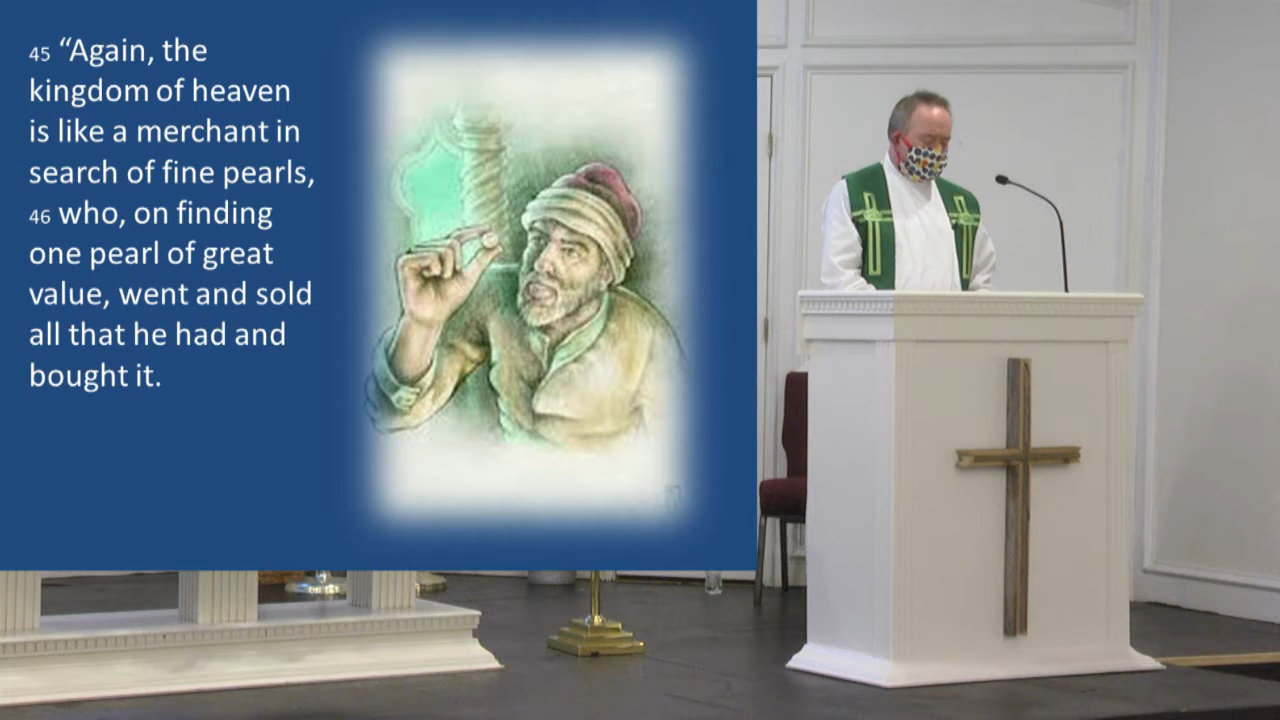 45 “Again, the
kingdom of heaven
is like a merchant in
search of fine pearls,
46 who, on finding
one pearl of great
value, went and sold
all that he had and
bought it.